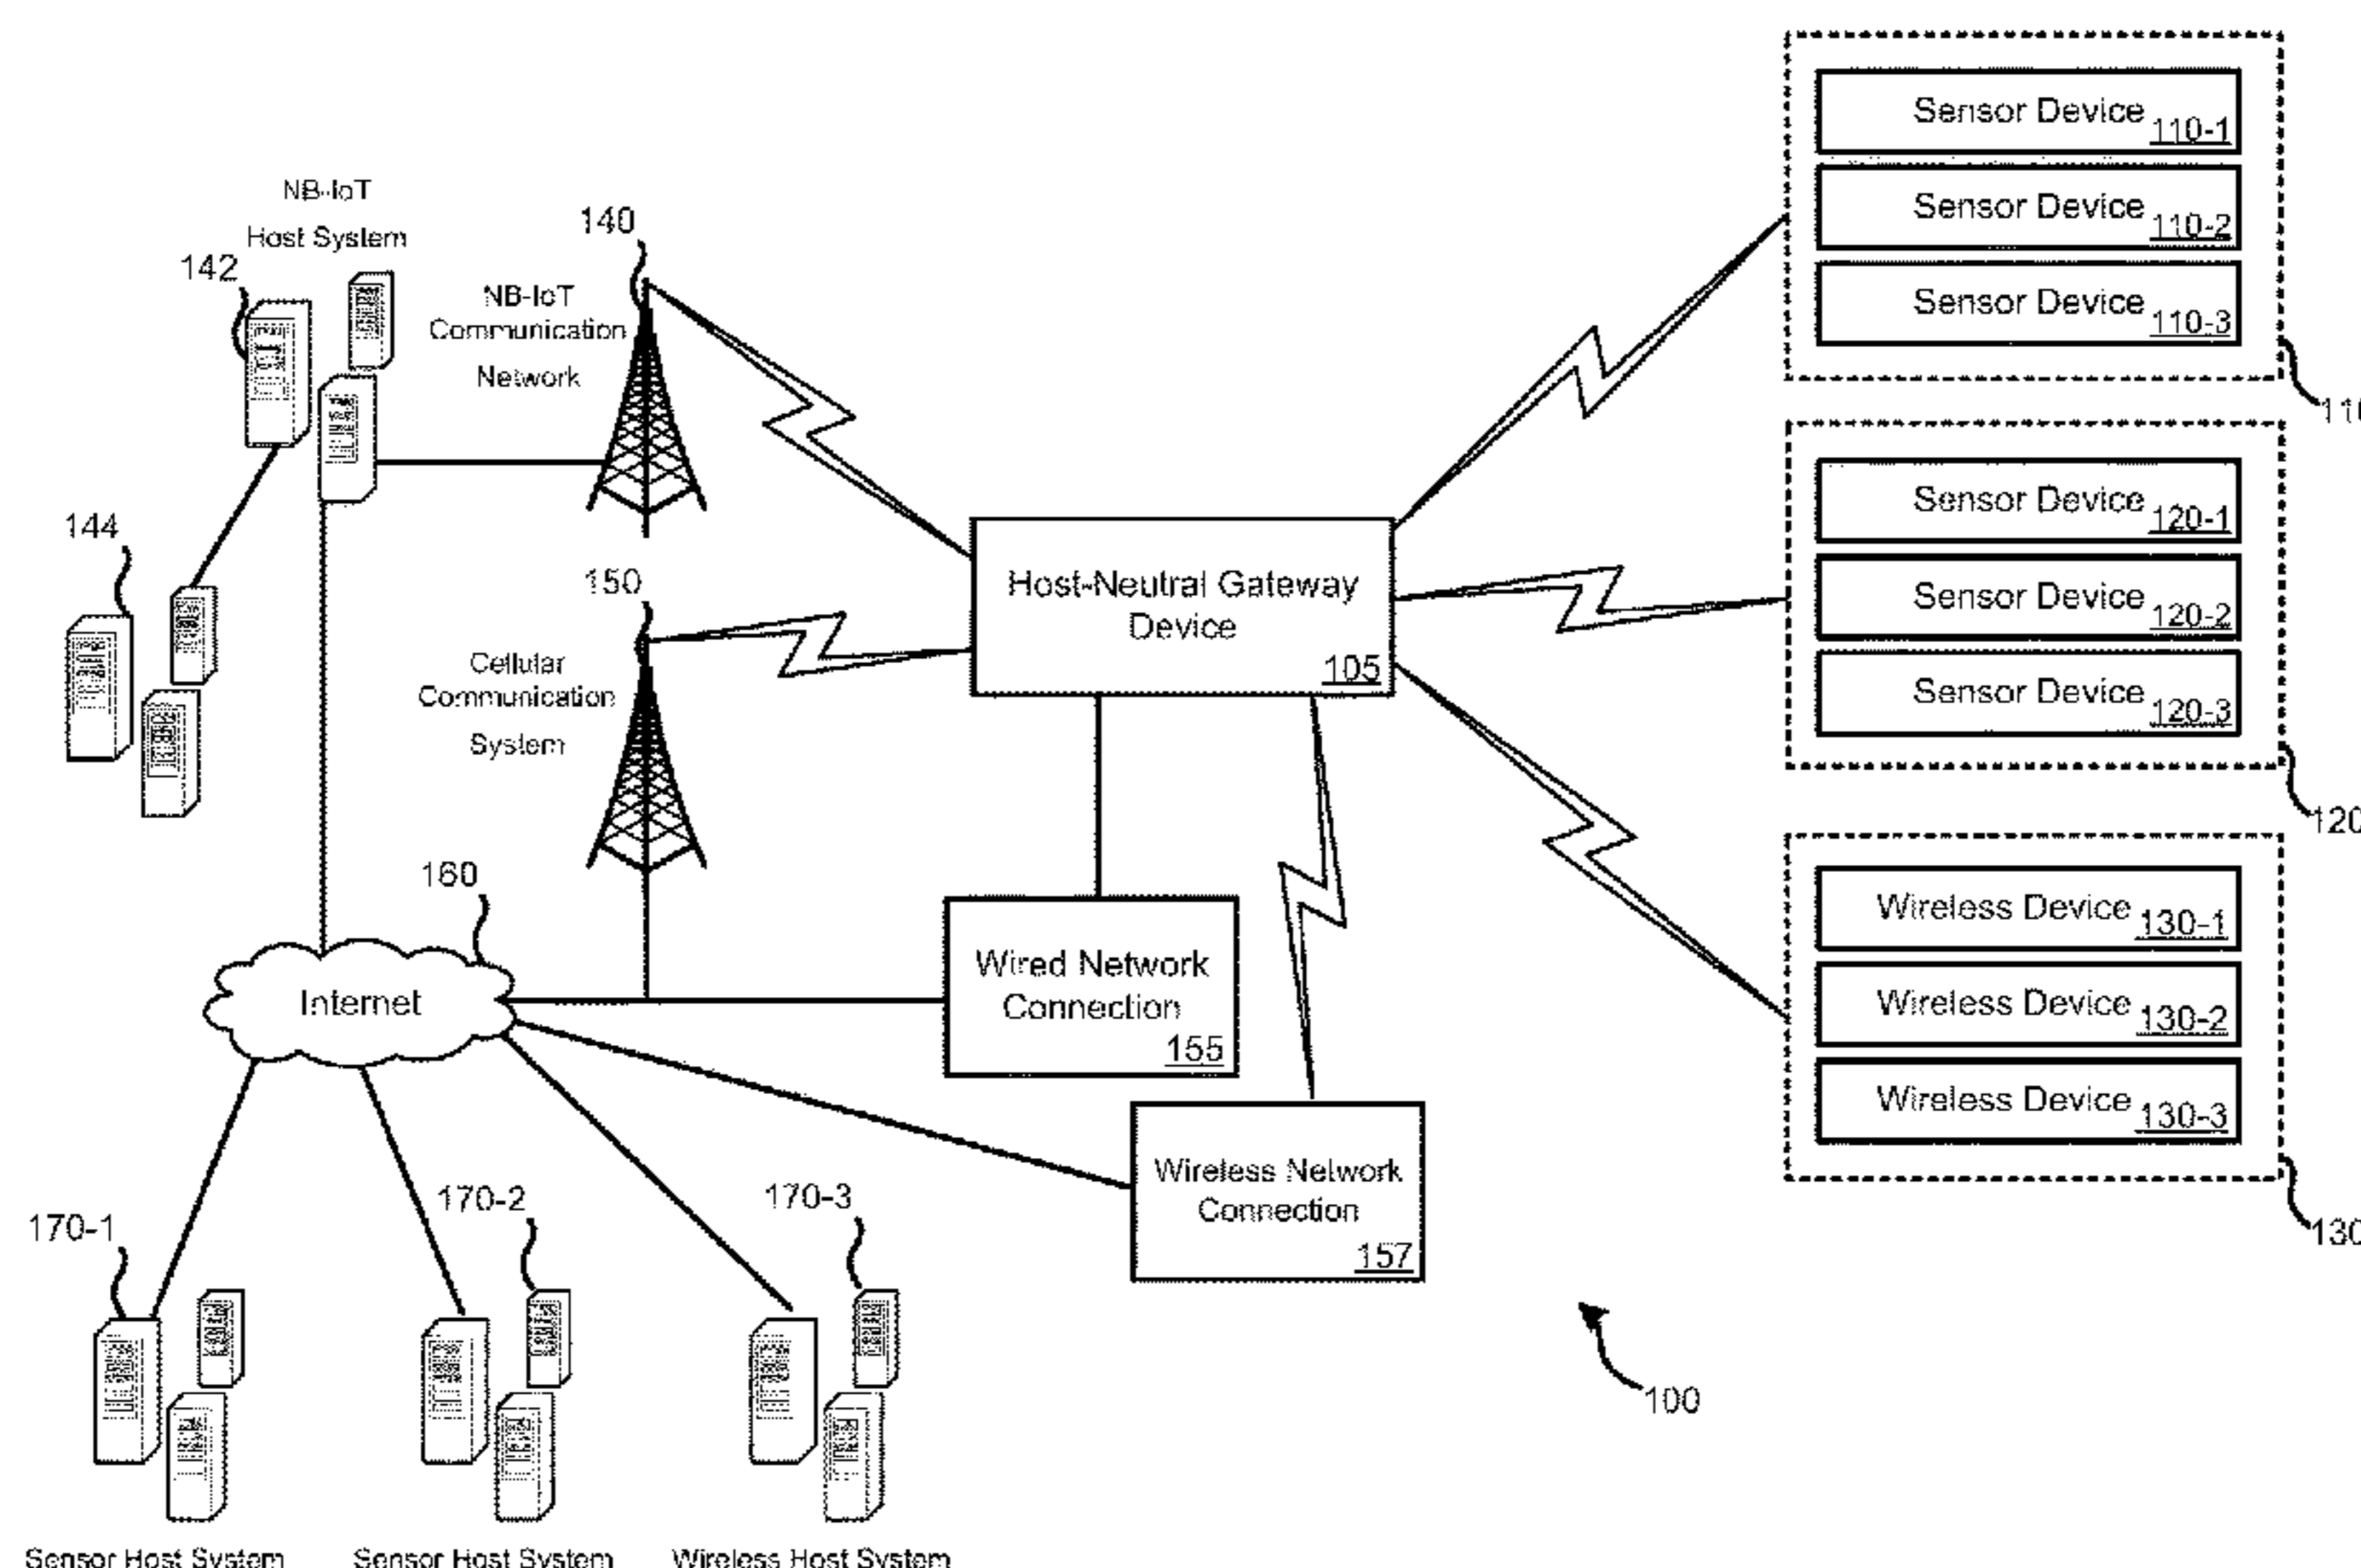 Sensor Device 110-1
Sensor Device 110-2
Sensor Device 110-3
110
NB-IoT
Host System
142
140
NB-IoT
Communication
Network
144
Sensor Device 120-1
Sensor Device 120-2
Sensor Device 120-3
120
Host-Neutral Gateway
Device
105
150
Cellular
Communication
System
160
Internet
Wired Network
Connection
155
Wireless Device 130-1
Wireless Device 130-2
Wireless Device 130-3
130
Wireless Network
Connection
157
170-1
170-2
170-3
100
Sensor Host System
Sensor Host System
Wireless Host System